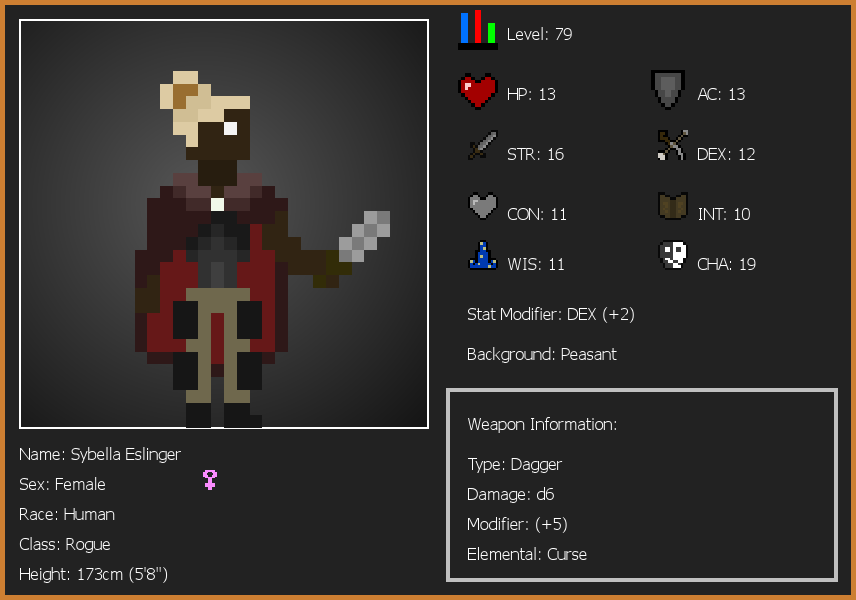 Level: 79
HP: 13
AC: 13
STR: 16
DEX: 12
CON: 11
INT: 10
WIS: 11
CHA: 19
Stat Modifier: DEX (+2)
Background: Peasant
Weapon Information:
Type: Dagger
Damage: d6
Modifier: (+5)
Elemental: Curse
Name: Sybella Eslinger
Sex: Female
Race: Human
Class: Rogue
Height: 173cm (5'8")